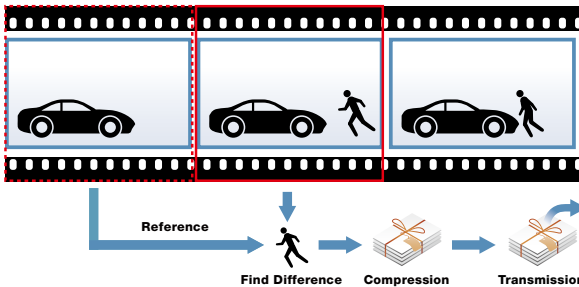 Reference
Find Difference
Compression
Transmission